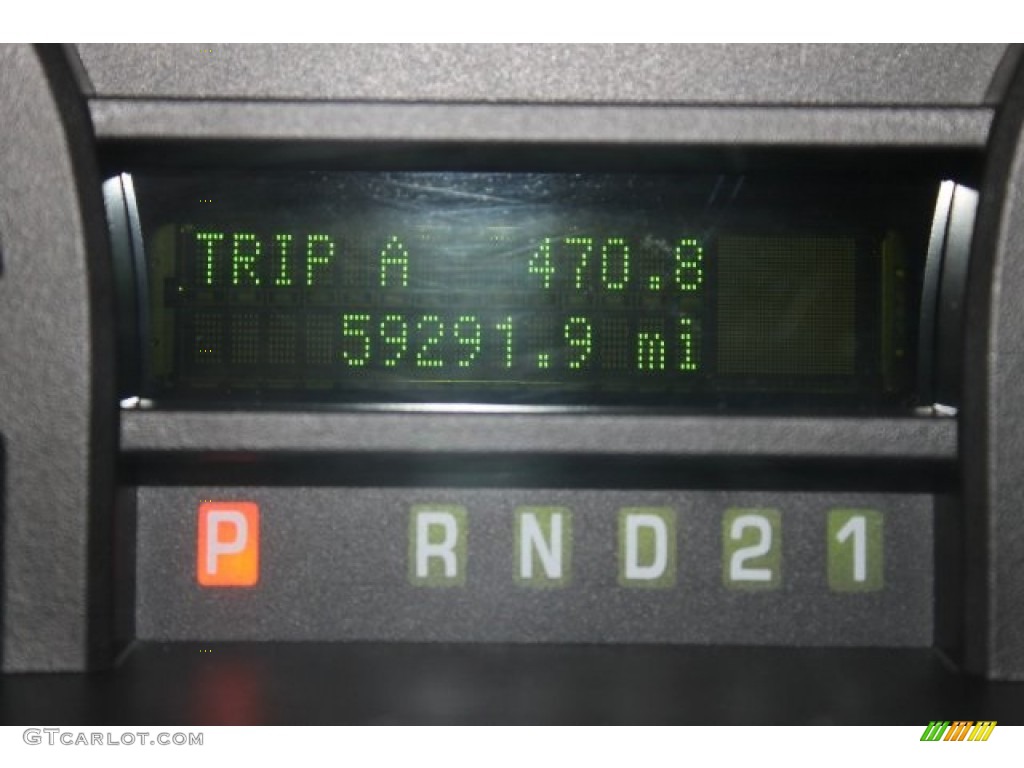 TRIP A 470.8
59291.9 mi
P R N D 2 1
GTCARLOT.COM